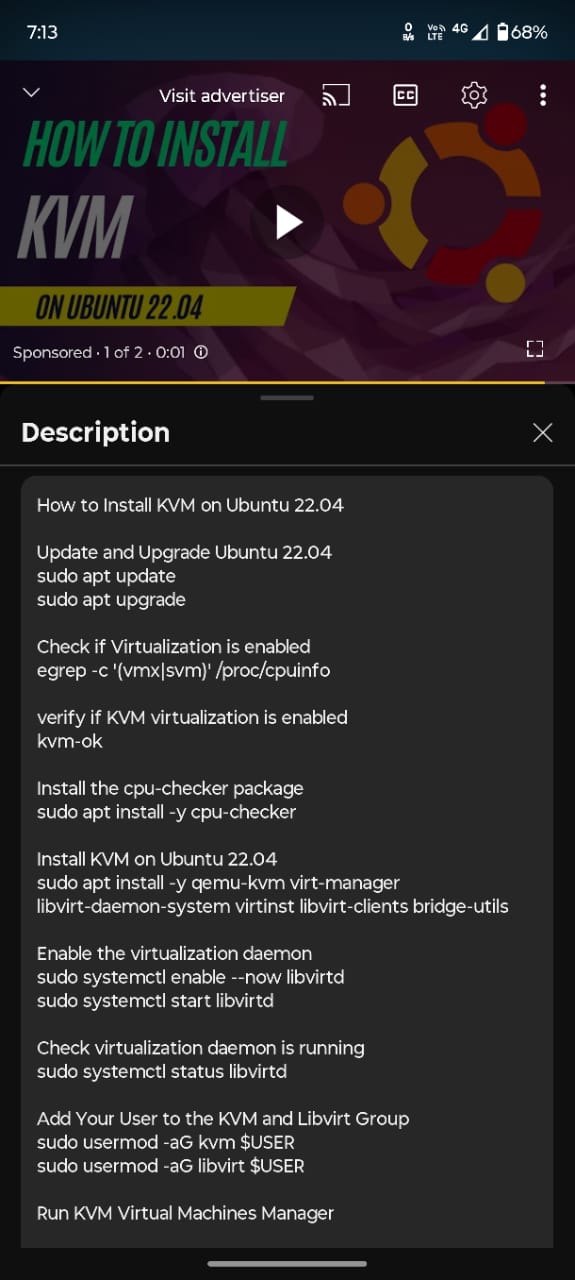 7:13
0
B/s
Vo
LTE
4G
68%
Visit advertiser
CC
HOW TO INSTALL
KVM
ON UBUNTU 22.04
Sponsored · 1 of 2 · 0:01
Description
How to Install KVM on Ubuntu 22.04
Update and Upgrade Ubuntu 22.04
sudo apt update
sudo apt upgrade
Check if Virtualization is enabled
egrep -c '(vmx|svm)' /proc/cpuinfo
verify if KVM virtualization is enabled
kvm-ok
Install the cpu-checker package
sudo apt install -y cpu-checker
Install KVM on Ubuntu 22.04
sudo apt install -y qemu-kvm virt-manager
libvirt-daemon-system virtinst libvirt-clients bridge-utils
Enable the virtualization daemon
sudo systemctl enable --now libvirtd
sudo systemctl start libvirtd
Check virtualization daemon is running
sudo systemctl status libvirtd
Add Your User to the KVM and Libvirt Group
sudo usermod -aG kvm $USER
sudo usermod -aG libvirt $USER
Run KVM Virtual Machines Manager